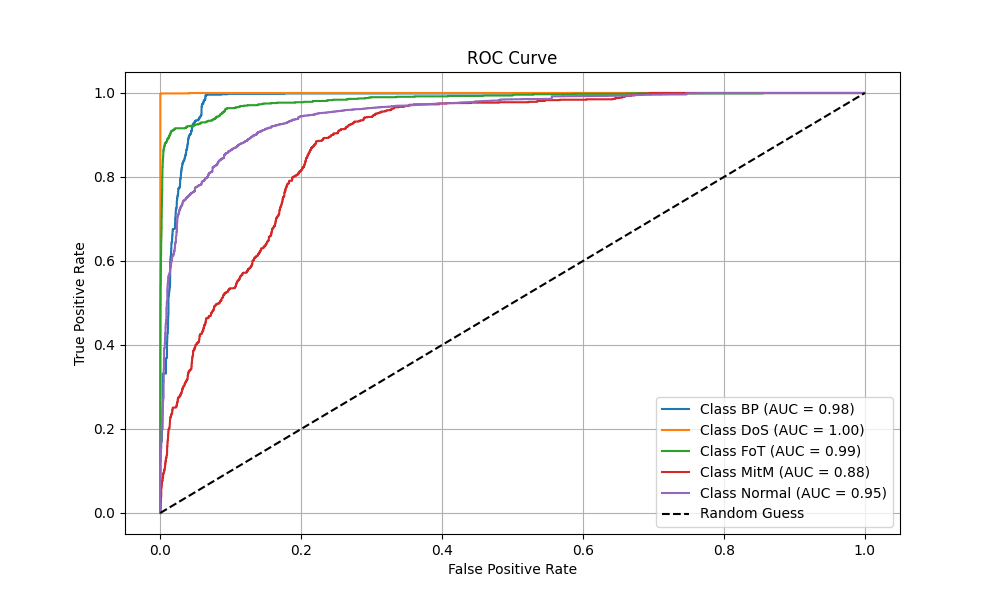 ROC Curve
True Positive Rate
1.0
0.8
0.6
0.4
0.2
0.0
0.0 0.2 0.4 0.6 0.8 1.0
False Positive Rate
Class BP (AUC = 0.98)
Class DoS (AUC = 1.00)
Class FoT (AUC = 0.99)
Class MitM (AUC = 0.88)
Class Normal (AUC = 0.95)
Random Guess